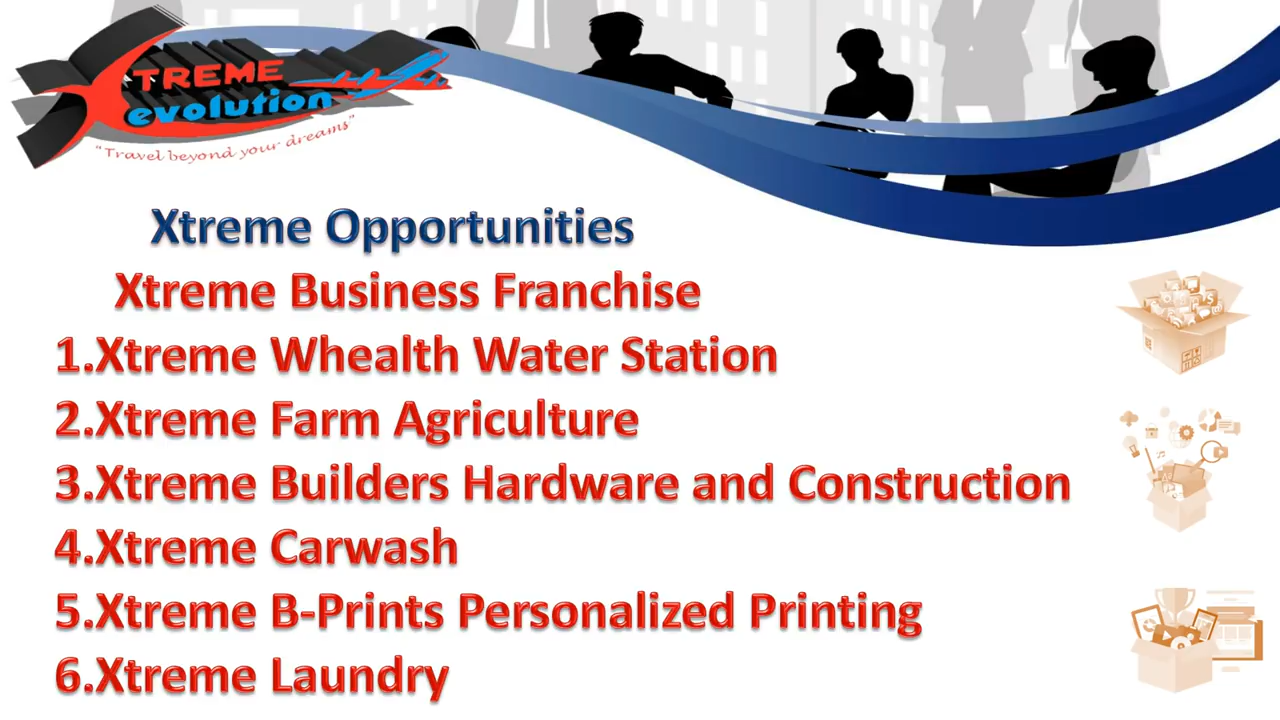 XTREME
evolution
"Travel beyond your dreams"
Xtreme Opportunities
Xtreme Business Franchise
1.Xtreme Whealth Water Station
2.Xtreme Farm Agriculture
3.Xtreme Builders Hardware and Construction
4.Xtreme Carwash
5.Xtreme B-Prints Personalized Printing
6.Xtreme Laundry